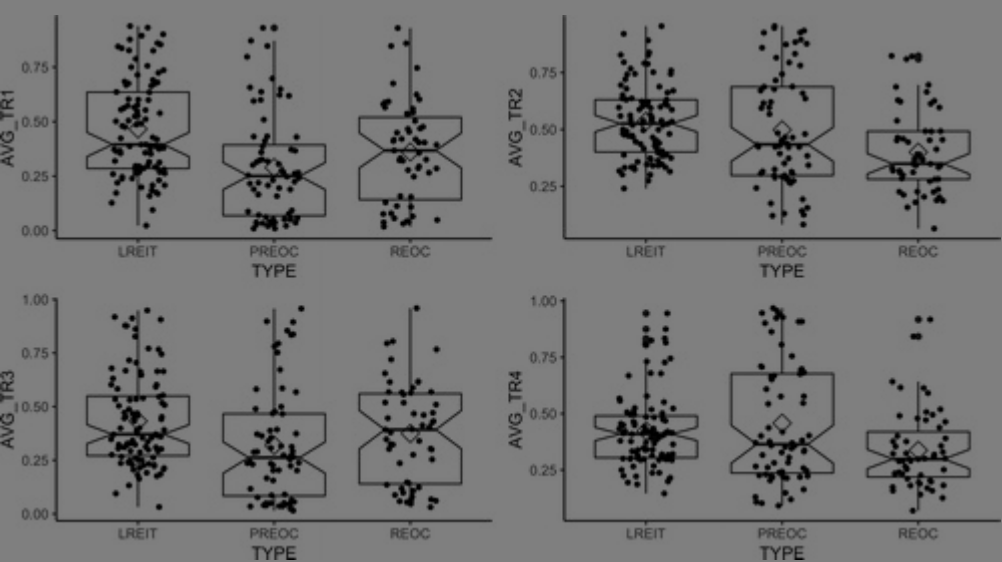 AVG_TR1
0.75
0.50
0.25
0.00
LREIT PREOC REOC
TYPE
AVG_TR2
0.75
0.50
0.25
LREIT PREOC REOC
TYPE
AVG_TR3
1.00
0.75
0.50
0.25
0.00
LREIT PREOC REOC
TYPE
AVG_TR4
1.00
0.75
0.50
0.25
LREIT PREOC REOC
TYPE